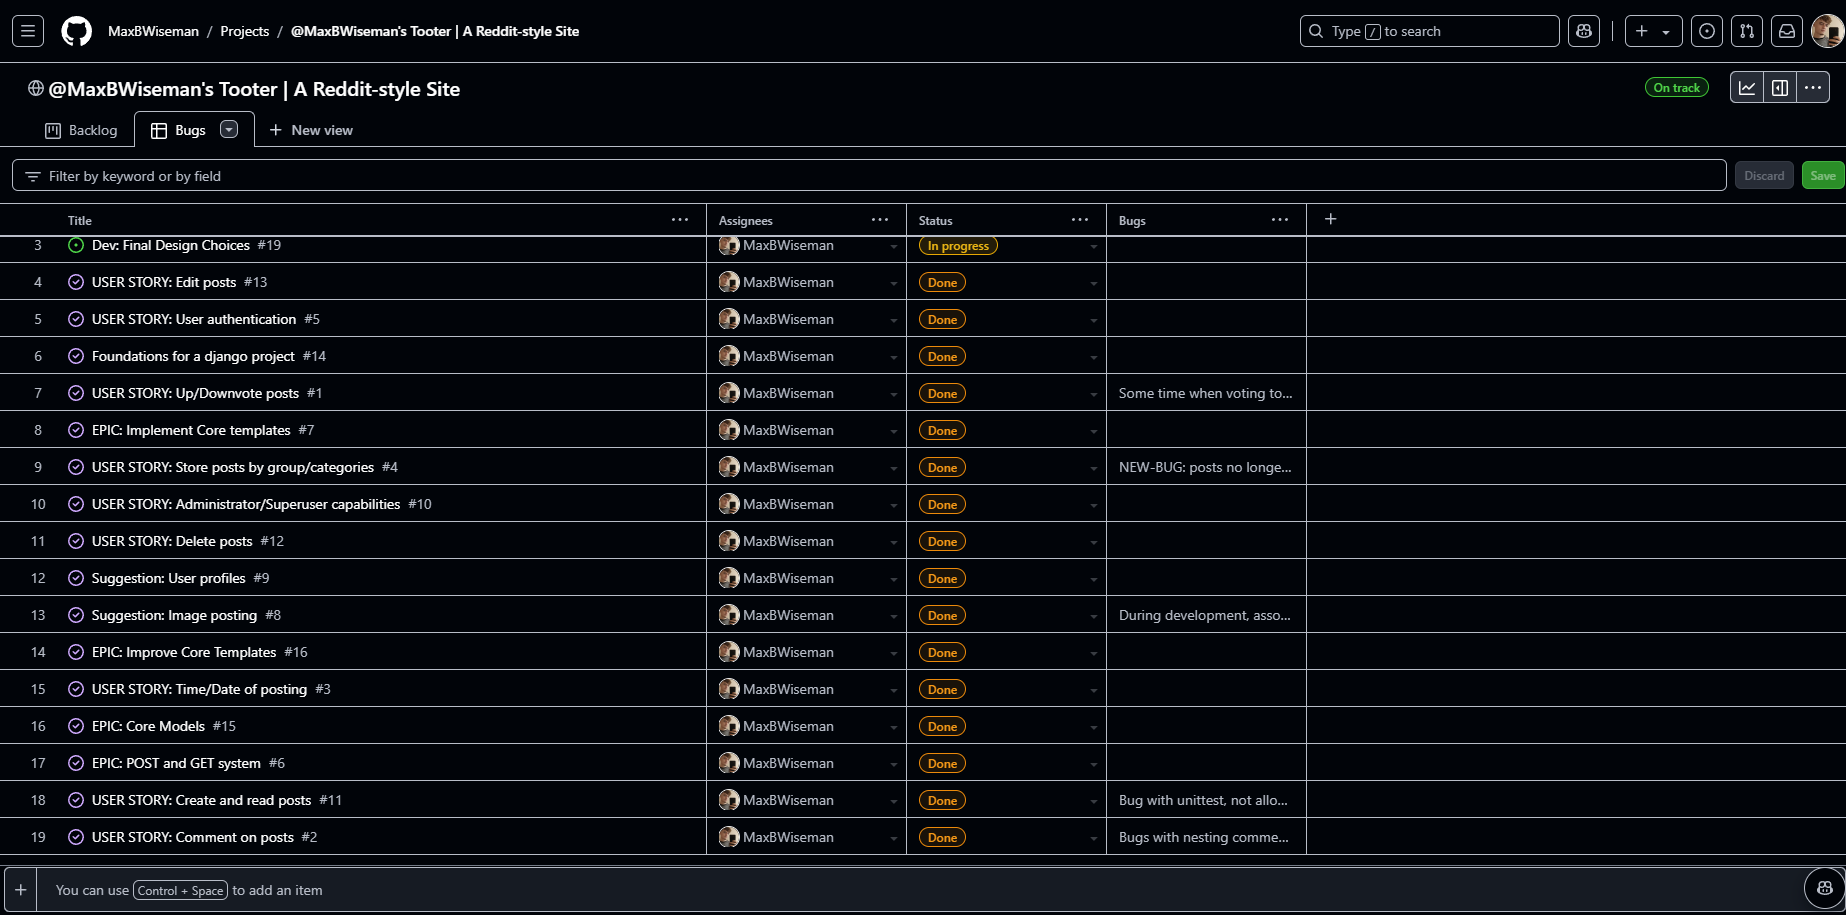 MaxBWiseman / Projects / @MaxBWiseman's Tooter | A Reddit-style Site
Type / to search
@MaxBWiseman's Tooter | A Reddit-style Site
On track
Backlog
Bugs
New view
Filter by keyword or by field
Discard
Save
Title Assignees Status Bugs
3 Dev: Final Design Choices #19 MaxBWiseman In progress
4 USER STORY: Edit posts #13 MaxBWiseman Done
5 USER STORY: User authentication #5 MaxBWiseman Done
6 Foundations for a django project #14 MaxBWiseman Done
7 USER STORY: Up/Downvote posts #1 MaxBWiseman Done Some time when voting to...
8 EPIC: Implement Core templates #7 MaxBWiseman Done
9 USER STORY: Store posts by group/categories #4 MaxBWiseman Done NEW-BUG: posts no longe...
10 USER STORY: Administrator/Superuser capabilities #10 MaxBWiseman Done
11 USER STORY: Delete posts #12 MaxBWiseman Done
12 Suggestion: User profiles #9 MaxBWiseman Done
13 Suggestion: Image posting #8 MaxBWiseman Done During development, asso...
14 EPIC: Improve Core Templates #16 MaxBWiseman Done
15 USER STORY: Time/Date of posting #3 MaxBWiseman Done
16 EPIC: Core Models #15 MaxBWiseman Done
17 EPIC: POST and GET system #6 MaxBWiseman Done
18 USER STORY: Create and read posts #11 MaxBWiseman Done Bug with unittest, not allo...
19 USER STORY: Comment on posts #2 MaxBWiseman Done Bugs with nesting comme...
You can use Control + Space to add an item